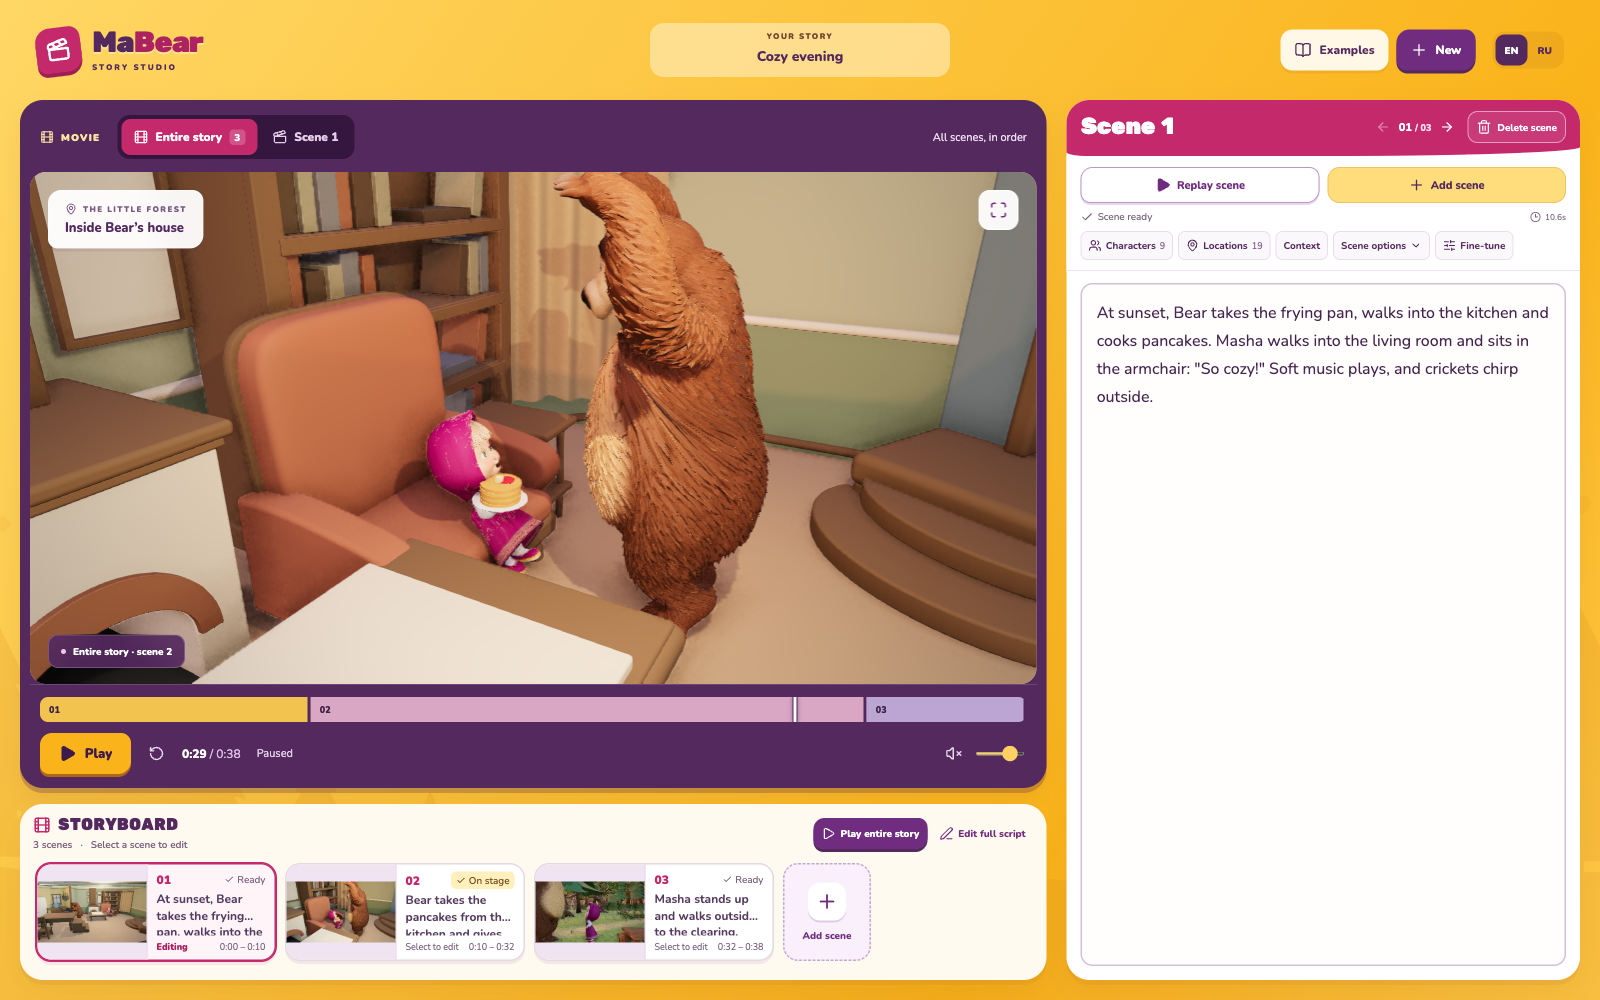 MaBear
STORY STUDIO
YOUR STORY
Cozy evening
Examples
New
EN
RU
MOVIE
Entire story 3
Scene 1
All scenes, in order
THE LITTLE FOREST
Inside Bear's house
Entire story · scene 2
01
02
03
Play
0:29 / 0:38
Paused
STORYBOARD
3 scenes · Select a scene to edit
Play entire story
Edit full script
01
Ready
At sunset, Bear
takes the frying...
pan, walks into the
Editing
0:00 – 0:10
02
On stage
Bear takes the
pancakes from th...
kitchen and gives
Select to edit
0:10 – 0:32
03
Ready
Masha stands up
and walks outsid...
to the clearing.
Select to edit
0:32 – 0:38
Add scene
Scene 1
01 / 03
Delete scene
Replay scene
Add scene
Scene ready
10.6s
Characters 9
Locations 19
Context
Scene options
Fine-tune
At sunset, Bear takes the frying pan, walks into the kitchen and
cooks pancakes. Masha walks into the living room and sits in
the armchair: "So cozy!" Soft music plays, and crickets chirp
outside.